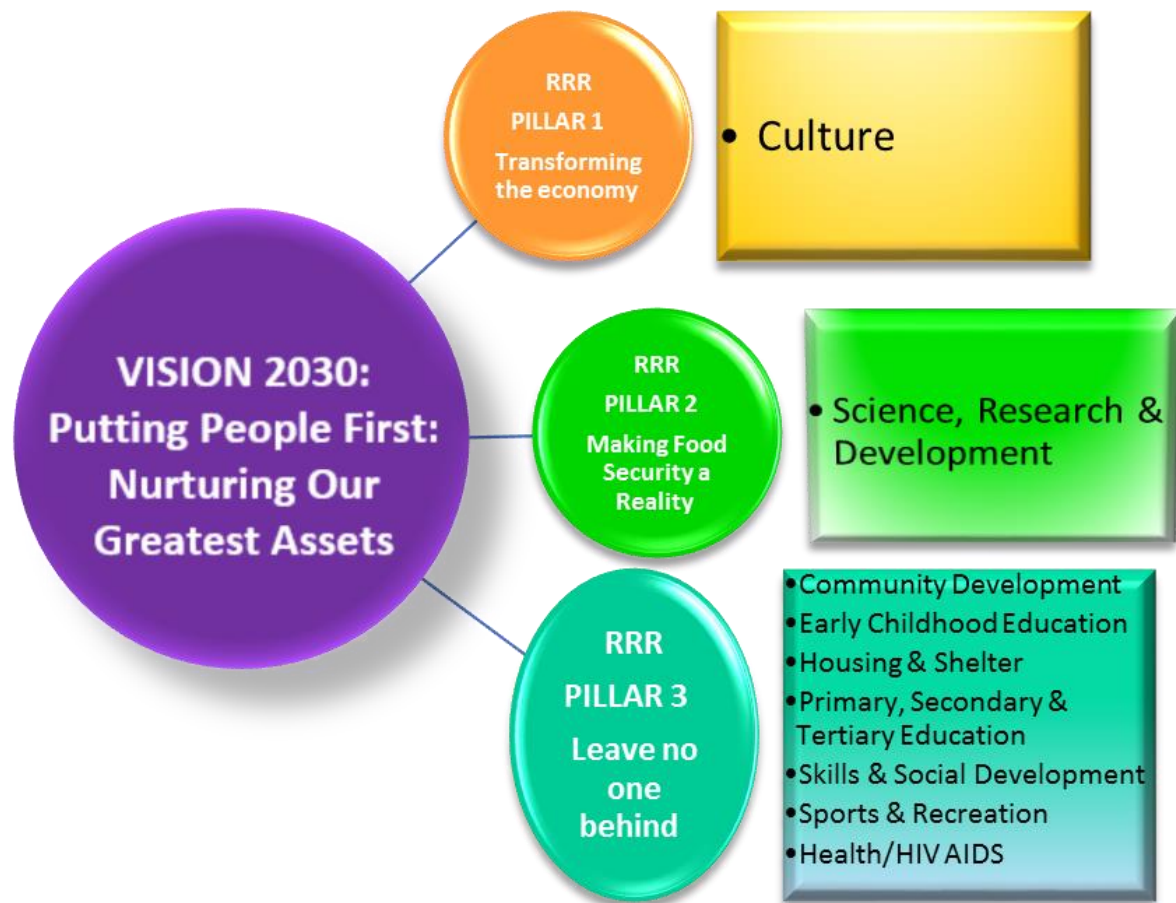 VISION 2030:
Putting People First:
Nurturing Our
Greatest Assets
RRR
PILLAR 1
Transforming
the economy
• Culture
RRR
PILLAR 2
Making Food
Security a
Reality
• Science, Research &
Development
RRR
PILLAR 3
Leave no
one
behind
•Community Development
•Early Childhood Education
•Housing & Shelter
•Primary, Secondary &
Tertiary Education
•Skills & Social Development
•Sports & Recreation
•Health/HIV AIDS